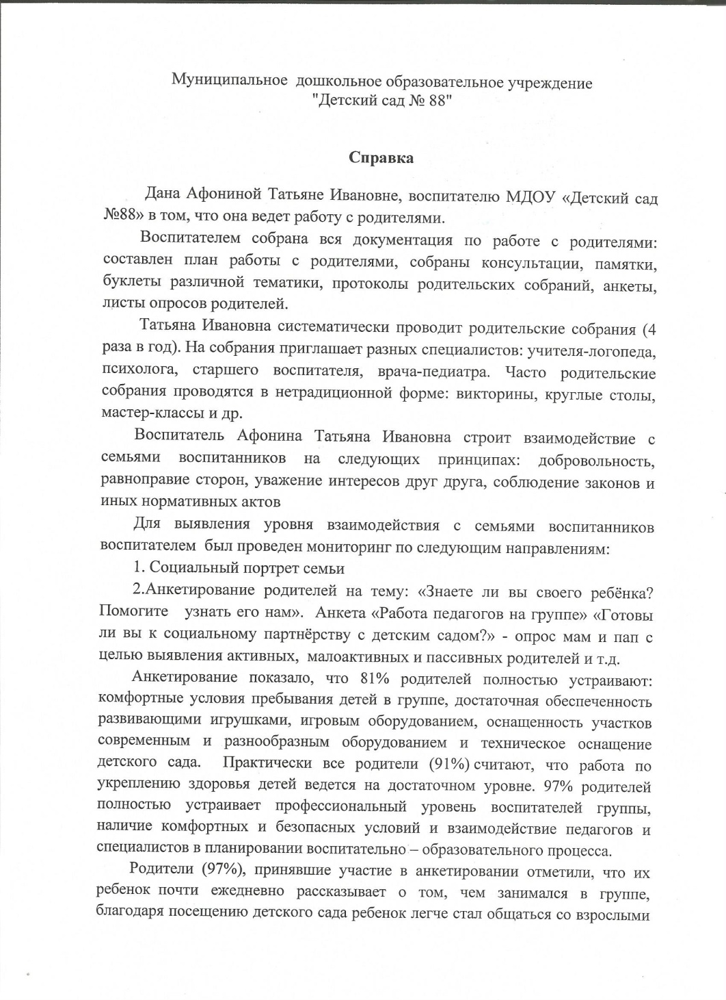 Муниципальное дошкольное образовательное учреждение
"Детский сад № 88"
Справка
Дана Афониной Татьяне Ивановне, воспитателю МДОУ «Детский сад
№88» в том, что она ведет работу с родителями.
Воспитателем собрана вся документация по работе с родителями:
составлен план работы с родителями, собраны консультации, памятки,
буклеты различной тематики, протоколы родительских собраний, анкеты,
листы опросов родителей.
Татьяна Ивановна систематически проводит родительские собрания (4
раза в год). На собрания приглашает разных специалистов: учителя-логопеда,
психолога, старшего воспитателя, врача-педиатра. Часто родительские
собрания проводятся в нетрадиционной форме: викторины, круглые столы,
мастер-классы и др.
Воспитатель Афонина Татьяна Ивановна строит взаимодействие с
семьями воспитанников на следующих принципах: добровольность,
равноправие сторон, уважение интересов друг друга, соблюдение законов и
иных нормативных актов
Для выявления уровня взаимодействия с семьями воспитанников
воспитателем был проведен мониторинг по следующим направлениям:
1. Социальный портрет семьи
2.Анкетирование родителей на тему: «Знаете ли вы своего ребёнка?
Помогите узнать его нам». Анкета «Работа педагогов на группе» «Готовы
ли вы к социальному партнёрству с детским садом?» - опрос мам и пап с
целью выявления активных, малоактивных и пассивных родителей и т.д.
Анкетирование показало, что 81% родителей полностью устраивают:
комфортные условия пребывания детей в группе, достаточная обеспеченность
развивающими игрушками, игровым оборудованием, оснащенность участков
современным и разнообразным оборудованием и техническое оснащение
детского сада. Практически все родители (91%) считают, что работа по
укреплению здоровья детей ведется на достаточном уровне. 97% родителей
полностью устраивает профессиональный уровень воспитателей группы,
наличие комфортных и безопасных условий и взаимодействие педагогов и
специалистов в планировании воспитательно – образовательного процесса.
Родители (97%), принявшие участие в анкетировании отметили, что их
ребенок почти ежедневно рассказывает о том, чем занимался в группе,
благодаря посещению детского сада ребенок легче стал общаться со взрослыми